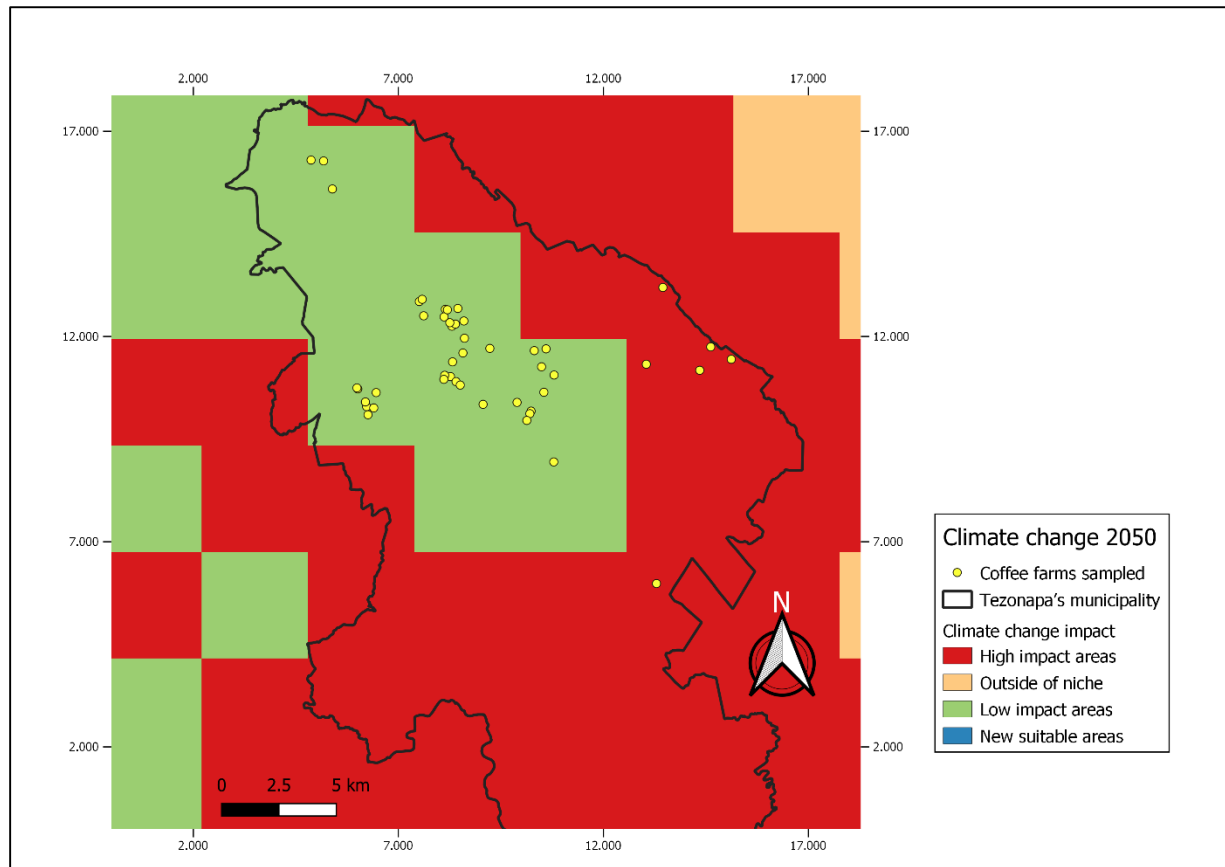 2.000 7.000 12.000 17.000
17.000 17.000
12.000 12.000
7.000 7.000
2.000 2.000
N
0 2.5 5 km
2.000 7.000 12.000 17.000
Climate change 2050
Coffee farms sampled
Tezonapa's municipality
Climate change impact
High impact areas
Outside of niche
Low impact areas
New suitable areas